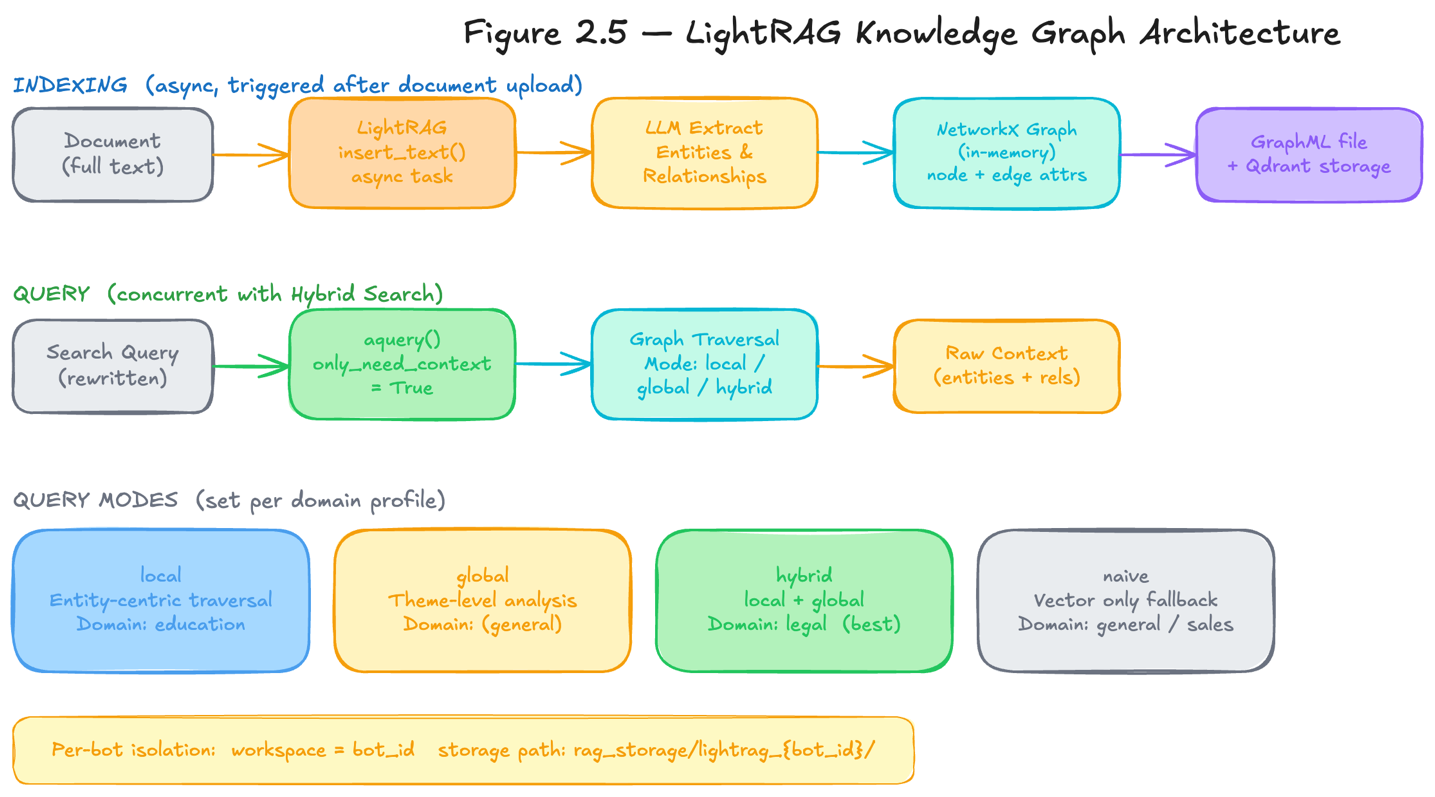 Figure 2.5 — LightRAG Knowledge Graph Architecture
INDEXING (async, triggered after document upload)
Document
(full text)
LightRAG
insert_text()
async task
LLM Extract
Entities &
Relationships
NetworkX Graph
(in-memory)
node + edge attrs
GraphML file
+ Qdrant storage
QUERY (concurrent with Hybrid Search)
Search Query
(rewritten)
aquery()
only_need_context
= True
Graph Traversal
Mode: local /
global / hybrid
Raw Context
(entities + rels)
QUERY MODES (set per domain profile)
local
Entity-centric traversal
Domain: education
global
Theme-level analysis
Domain: (general)
hybrid
local + global
Domain: legal (best)
naive
Vector only fallback
Domain: general / sales
Per-bot isolation: workspace = bot_id storage path: rag_storage/lightrag_{bot_id}/